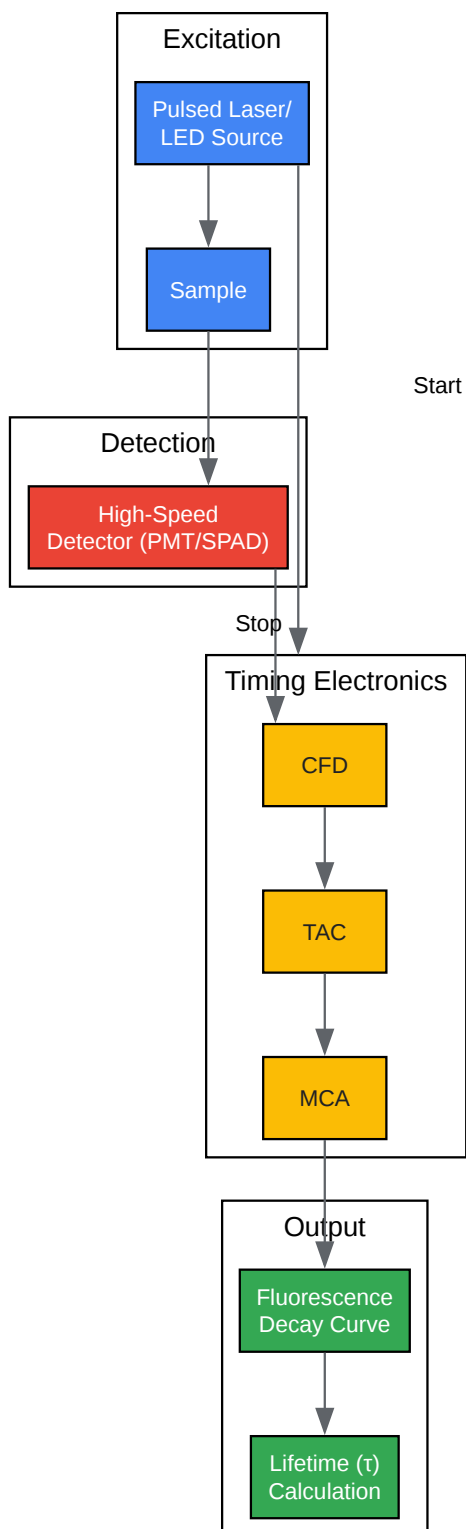 Excitation
Pulsed Laser/
LED Source
Sample
Start
Detection
High-Speed
Detector (PMT/SPAD)
Stop
Timing Electronics
CFD
TAC
MCA
Output
Fluorescence
Decay Curve
Lifetime (τ)
Calculation